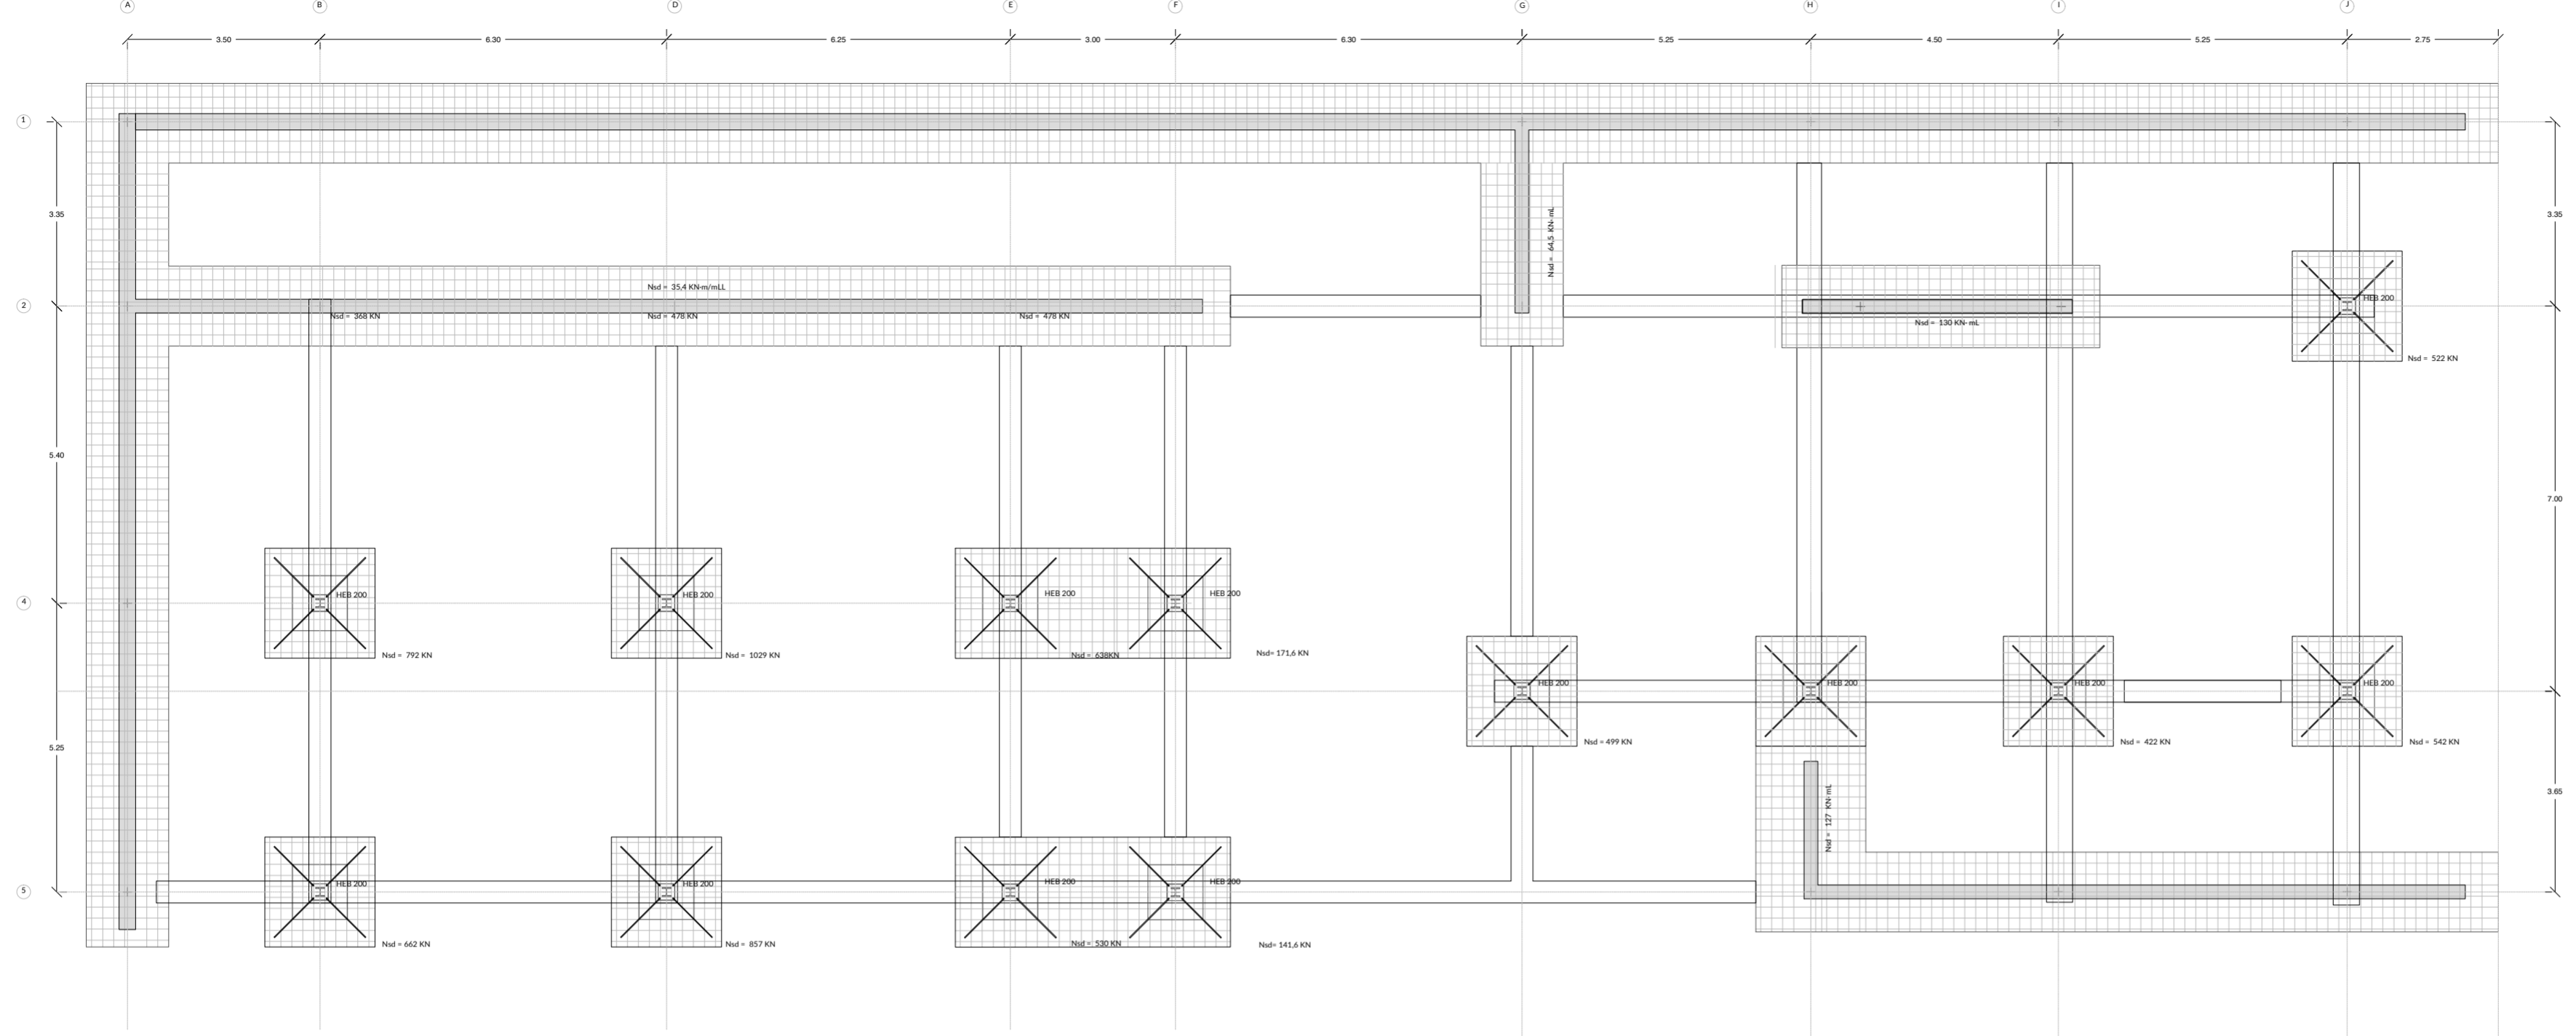 A B D E F G H I J
3.50 6.30 6.25 3.00 6.30 5.25 4.50 5.25 2.75
1
3.35 3.35
Nsd = 64,5 KN- mL
Nsd = 35,4 KN-m/mLL
2
HEB 200
Nsd = 368 KN Nsd = 478 KN Nsd = 478 KN
Nsd = 130 KN- mL
Nsd = 522 KN
5.40
7.00
4
HEB 200 HEB 200 HEB 200 HEB 200
Nsd = 792 KN Nsd = 1029 KN Nsd = 638KN Nsd= 171,6 KN
HEB 200 HEB 200 HEB 200 HEB 200
Nsd = 499 KN Nsd = 422 KN Nsd = 542 KN
5.25
3.65
Nsd = 127 KN- mL
5
HEB 200 HEB 200 HEB 200 HEB 200
Nsd = 662 KN Nsd = 857 KN Nsd = 530 KN Nsd= 141,6 KN